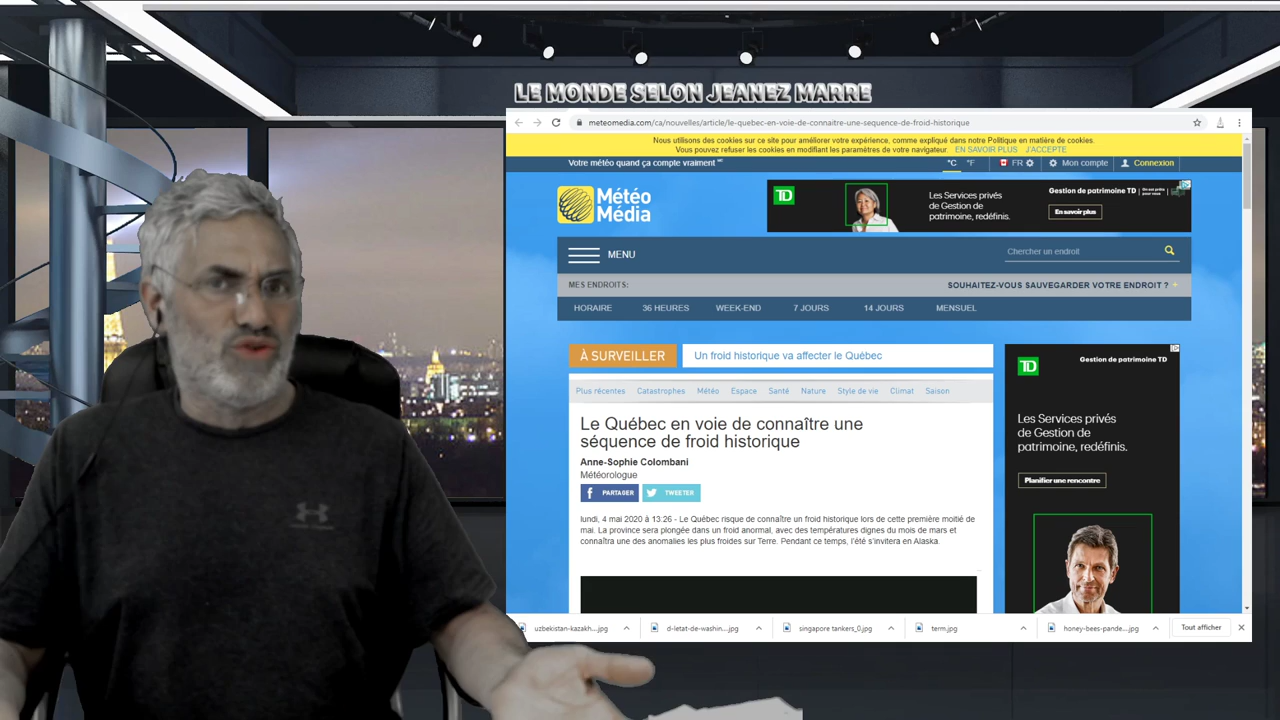 LE MONDE SELON JEANEZ MARRE
meteomedia.com/ca/nouvelles/article/le-quebec-en-voie-de-connaitre-une-sequence-de-froid-historique
Nous utilisons des cookies sur ce site pour améliorer votre expérience, comme expliqué dans notre Politique en matière de cookies.
Vous pouvez refuser les cookies en modifiant les paramètres de votre navigateur. EN SAVOIR PLUS J'ACCEPTE
Votre météo quand ça compte vraiment
°C °F FR Mon compte Connexion
Météo
Média
TD
Les Services privés
de Gestion de
patrimoine, redéfinis.
Gestion de patrimoine TD
En savoir plus
MENU
Chercher un endroit
MES ENDROITS:
SOUHAITEZ-VOUS SAUVEGARDER VOTRE ENDROIT ? +
HORAIRE 36 HEURES WEEK-END 7 JOURS 14 JOURS MENSUEL
À SURVEILLER Un froid historique va affecter le Québec
Plus récentes Catastrophes Météo Espace Santé Nature Style de vie Climat Saison
Le Québec en voie de connaître une
séquence de froid historique
Anne-Sophie Colombani
Météorologue
PARTAGER TWEETER
lundi, 4 mai 2020 à 13:26 - Le Québec risque de connaître un froid historique lors de cette première moitié de
mai. La province sera plongée dans un froid anormal, avec des températures dignes du mois de mars et
connaîtra une des anomalies les plus froides sur Terre. Pendant ce temps, l'été s'invitera en Alaska.
Gestion de patrimoine TD
TD
Les Services privés
de Gestion de
patrimoine, redéfinis.
Planifier une rencontre
uzbekistan-kazakh....jpg d-letat-de-washin....jpg singapore tankers_0.jpg term.jpg honey-bees-pande....jpg Tout afficher
UNDER ARMOUR